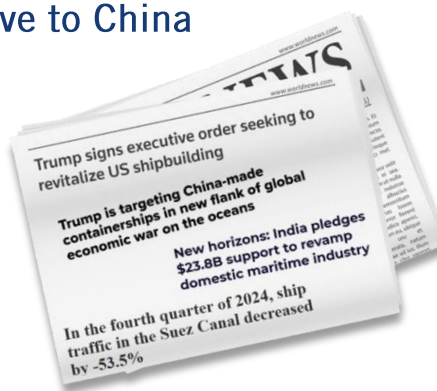 ve to China
www.worldnews.com
NEWS
www.worldnews.com
Trump signs executive order seeking to
revitalize US shipbuilding
Trump is targeting China-made
containerships in new flank of global
economic war on the oceans
New horizons: India pledges
$23.8B support to revamp
domestic maritime industry
In the fourth quarter of 2024, ship
traffic in the Suez Canal decreased
by -53.5%